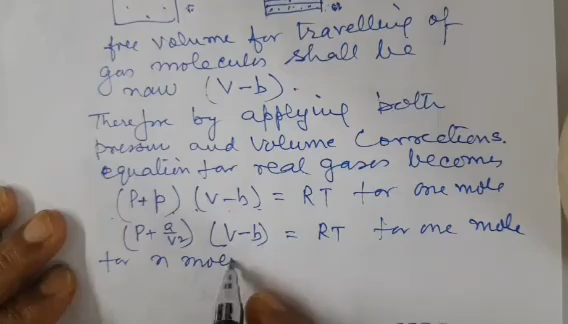 free volume for travelling of
gas molecules shall be
now (V-b).
Therefore by applying both
pressure and volume corrections.
equation for real gases becomes
(P+p) (V-b) = RT for one mole
(P+ a/V2) (V-b) = RT for one mole
for n mole